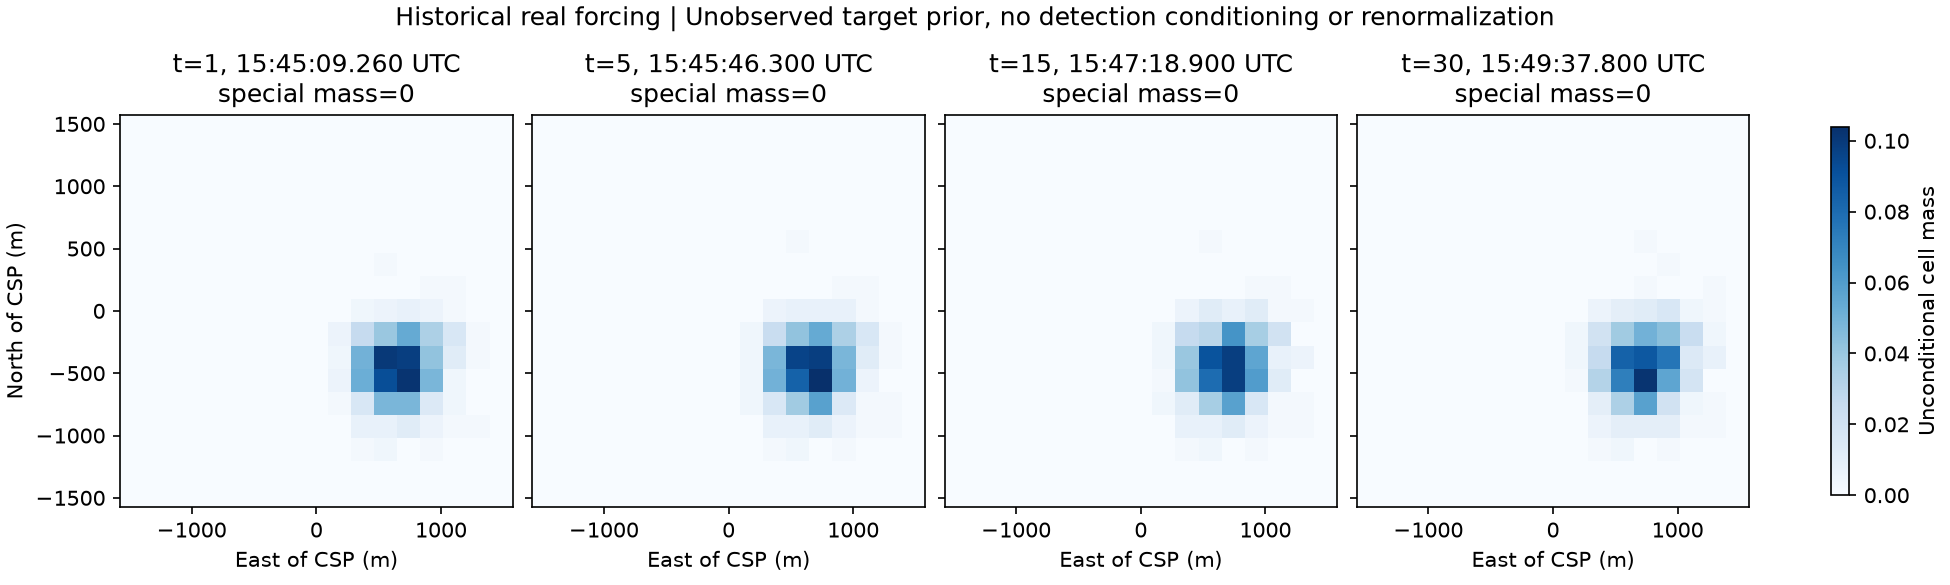 Historical real forcing | Unobserved target prior, no detection conditioning or renormalization
t=1, 15:45:09.260 UTC
special mass=0
t=5, 15:45:46.300 UTC
special mass=0
t=15, 15:47:18.900 UTC
special mass=0
t=30, 15:49:37.800 UTC
special mass=0
North of CSP (m)
1500
1000
500
0
−500
−1000
−1500
−1000 0 1000
East of CSP (m)
−1000 0 1000
East of CSP (m)
−1000 0 1000
East of CSP (m)
−1000 0 1000
East of CSP (m)
0.10
0.08
0.06
0.04
0.02
0.00
Unconditional cell mass